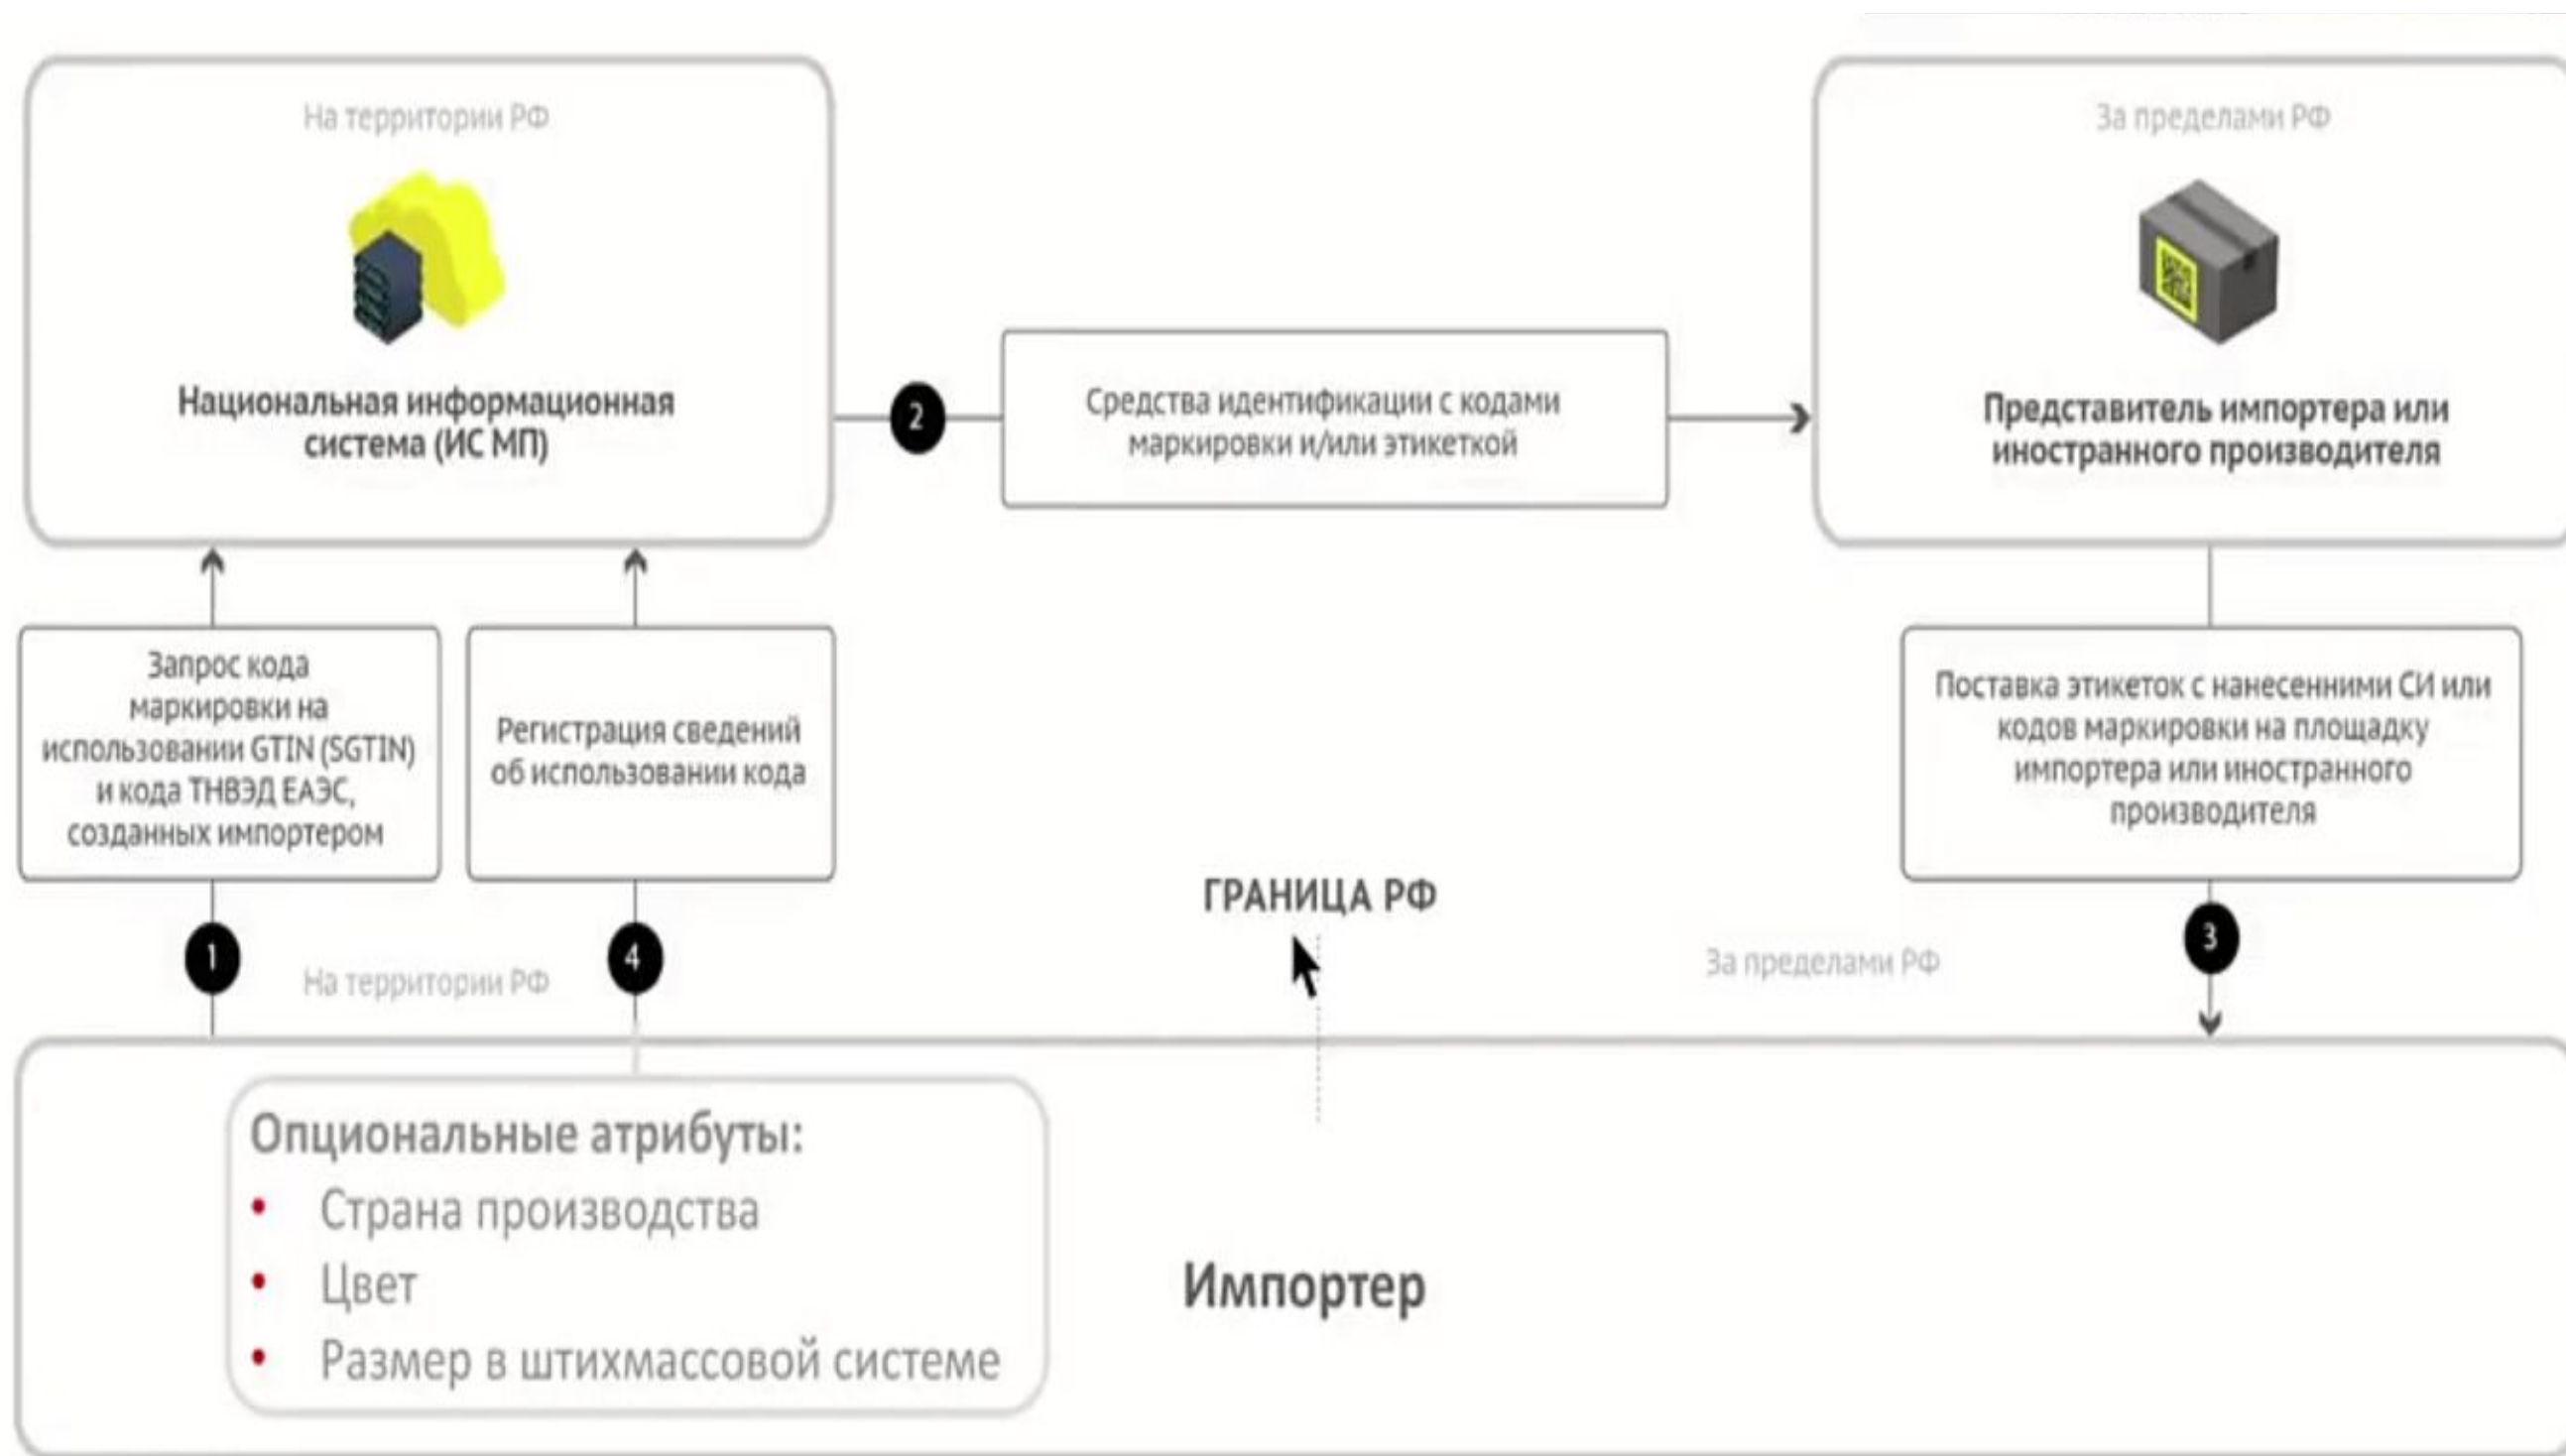 На территории РФ
Национальная информационная
система (ИС МП)
2
Средства идентификации с кодами
маркировки и/или этикеткой
За пределами РФ
Представитель импортера или
иностранного производителя
Запрос кода
маркировки на
использовании GTIN (SGTIN)
и кода ТНВЭД ЕАЭС,
созданных импортером
Регистрация сведений
об использовании кода
Поставка этикеток с нанесенними СИ или
кодов маркировки на площадку
импортера или иностранного
производителя
1
На территории РФ
4
ГРАНИЦА РФ
За пределами РФ
3
Опциональные атрибуты:
• Страна производства
• Цвет
• Размер в штихмассовой системе
Импортер